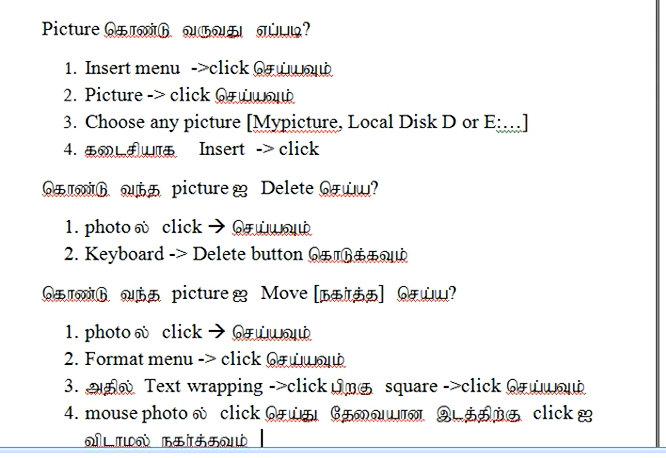 Picture கொண்டு வருவது எப்படி?
1. Insert menu ->click செய்யவும்
2. Picture -> click செய்யவும்
3. Choose any picture [Mypicture, Local Disk D or E:…]
4. கடைசியாக Insert -> click
கொண்டு வந்த picture ஐ Delete செய்ய?
1. photo ல் click → செய்யவும்
2. Keyboard -> Delete button கொடுக்கவும்
கொண்டு வந்த picture ஐ Move [நகர்த்த] செய்ய?
1. photo ல் click → செய்யவும்
2. Format menu -> click செய்யவும்
3. அதில் Text wrapping ->click பிறகு square ->click செய்யவும்
4. mouse photo ல் click செய்து தேவையான இடத்திற்கு click ஐ
விடாமல் நகர்த்தவும்